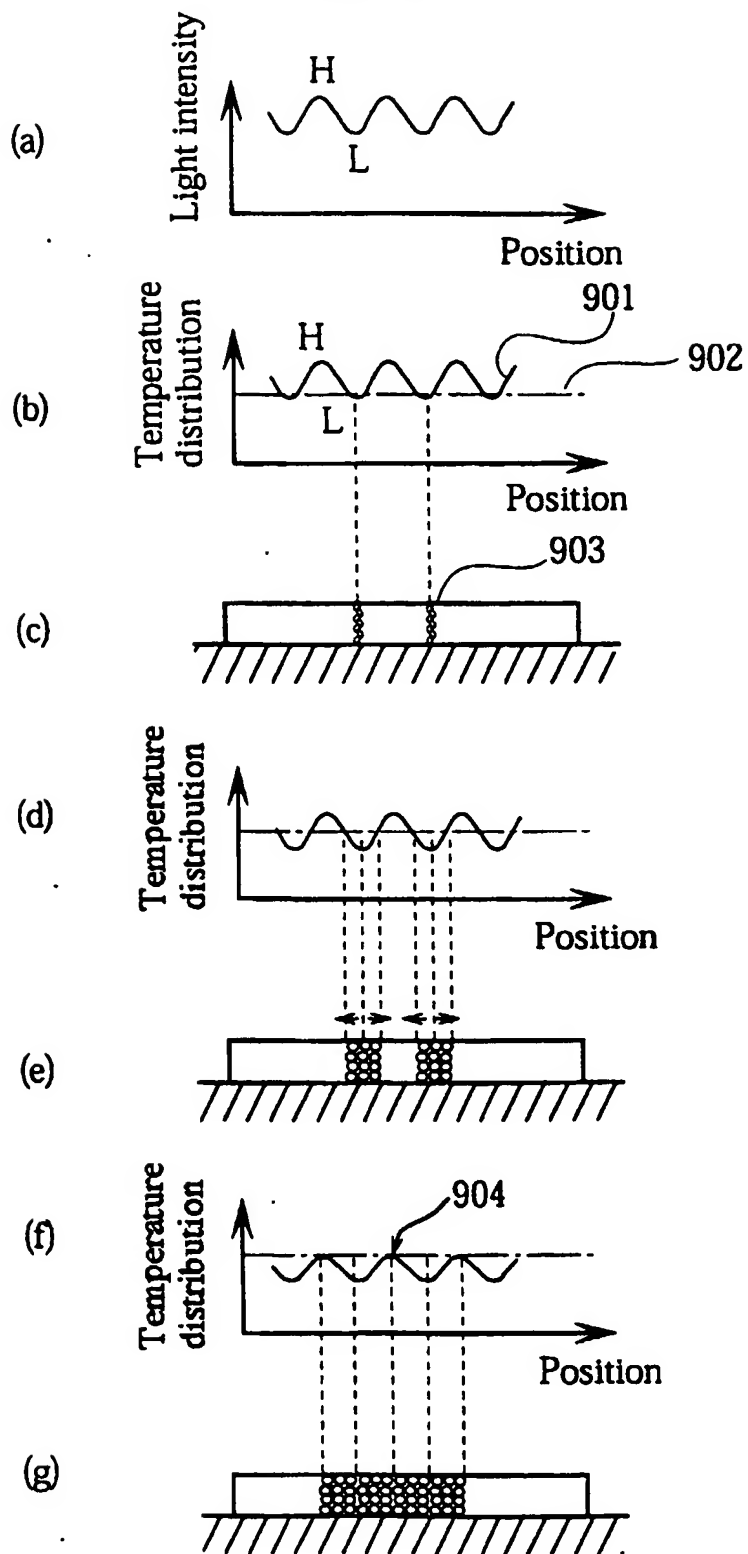 (a)
Light intensity
H
L
Position
(b)
Temperature
distribution
H
L
901
902
Position
(c)
903
(d)
Temperature
distribution
Position
(e)
(f)
Temperature
distribution
904
Position
(g)